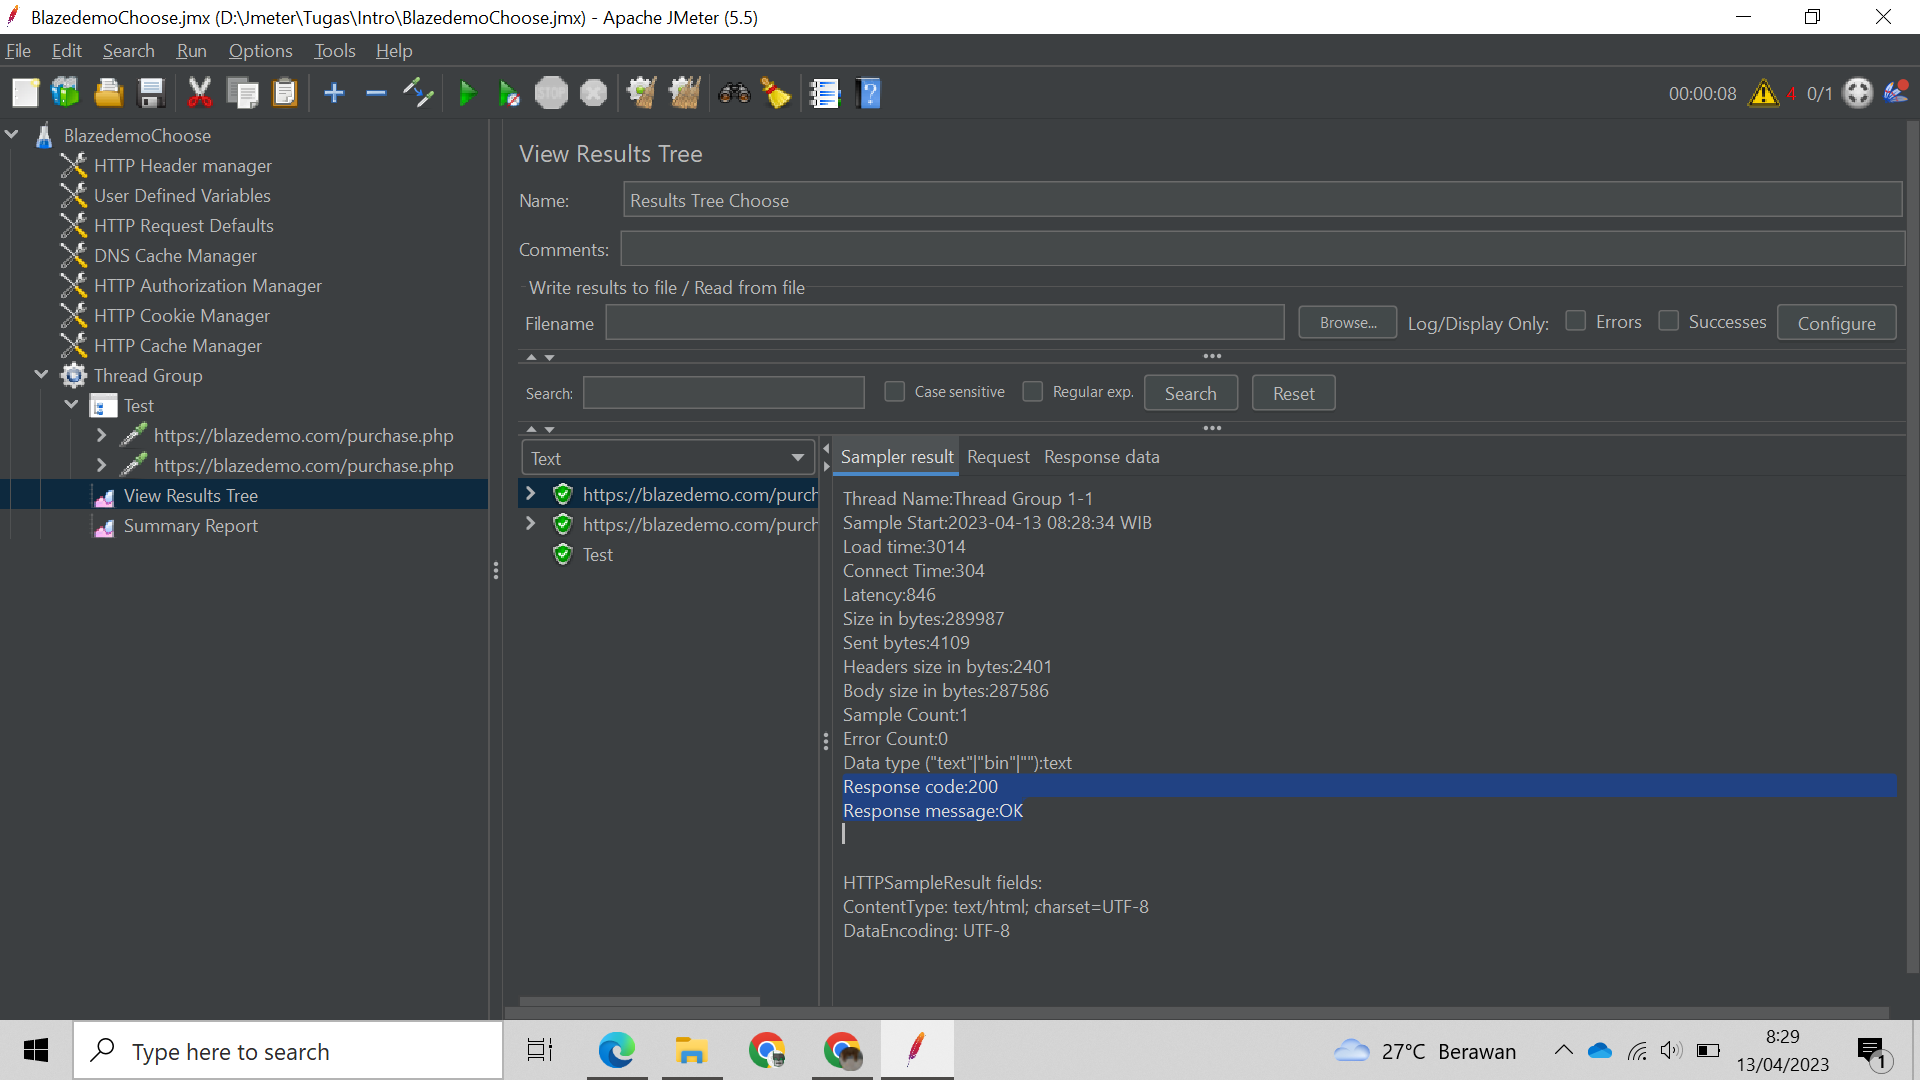 BlazedemoChoose.jmx (D:\Jmeter\Tugas\Intro\BlazedemoChoose.jmx) - Apache JMeter (5.5)
File Edit Search Run Options Tools Help
STOP
00:00:08 4 0/1
BlazedemoChoose
HTTP Header manager
User Defined Variables
HTTP Request Defaults
DNS Cache Manager
HTTP Authorization Manager
HTTP Cookie Manager
HTTP Cache Manager
Thread Group
Test
https://blazedemo.com/purchase.php
https://blazedemo.com/purchase.php
View Results Tree
Summary Report
View Results Tree
Name: Results Tree Choose
Comments:
Write results to file / Read from file
Filename Browse... Log/Display Only: Errors Successes Configure
Search: Case sensitive Regular exp. Search Reset
Text
https://blazedemo.com/purch
https://blazedemo.com/purch
Test
Sampler result Request Response data
Thread Name:Thread Group 1-1
Sample Start:2023-04-13 08:28:34 WIB
Load time:3014
Connect Time:304
Latency:846
Size in bytes:289987
Sent bytes:4109
Headers size in bytes:2401
Body size in bytes:287586
Sample Count:1
Error Count:0
Data type ("text"|"bin"|""):text
Response code:200
Response message:OK
HTTPSampleResult fields:
ContentType: text/html; charset=UTF-8
DataEncoding: UTF-8
Type here to search
27°C Berawan
8:29
13/04/2023
1